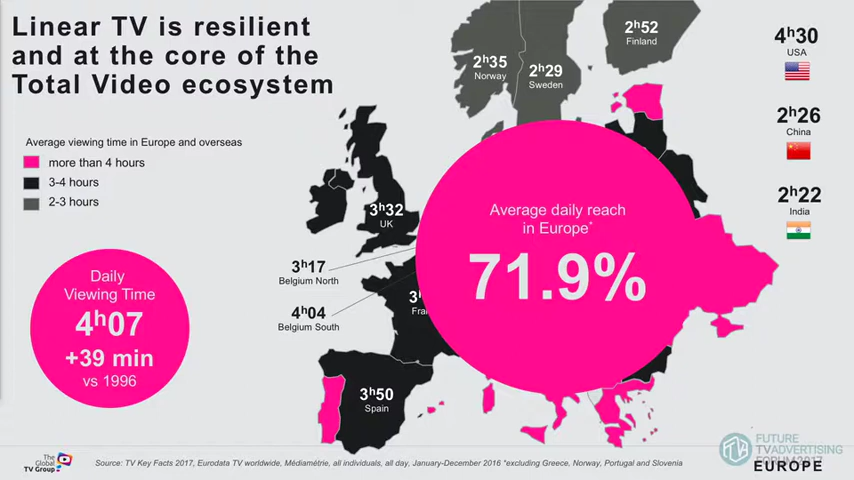 Linear TV is resilient
and at the core of the
Total Video ecosystem
Average viewing time in Europe and overseas
more than 4 hours
3-4 hours
2-3 hours
Daily
Viewing Time
4h07
+39 min
vs 1996
2h35
Norway
2h29
Sweden
2h52
Finland
3h32
UK
3h17
Belgium North
4h04
Belgium South
3h50
Spain
Average daily reach
in Europe*
71.9%
4h30
USA
2h26
China
2h22
India
The
Global
TV Group
Source: TV Key Facts 2017, Eurodata TV worldwide, Médiamétrie, all individuals, all day, January-December 2016 *excluding Greece, Norway, Portugal and Slovenia
FUTURE
TVADVERTISING
FORUM2017
EUROPE